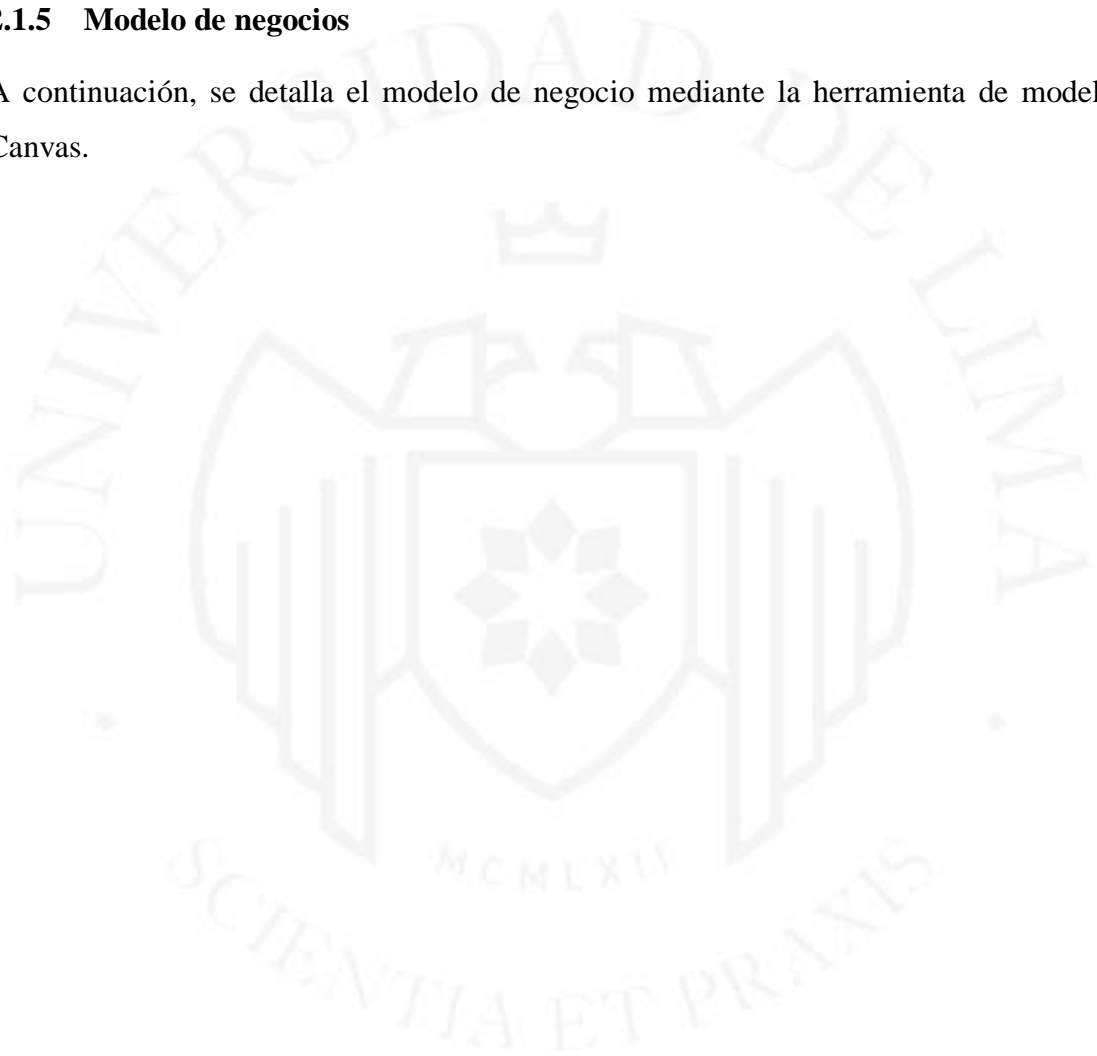 2.1.5 Modelo de negocios
A continuación, se detalla el modelo de negocio mediante la herramienta de model
Canvas.
UNIVERSIDAD DE LIMA
MCMLXII
SCIENTIA ET PRAXIS